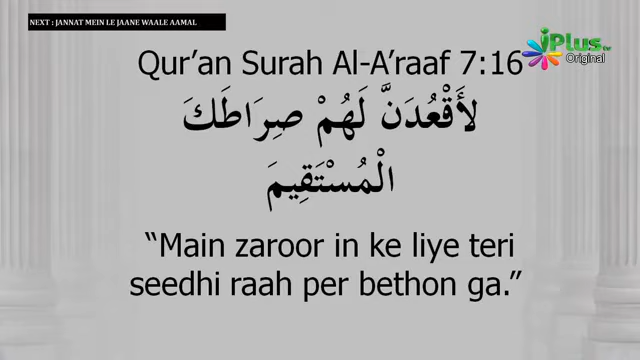 NEXT : JANNAT MEIN LE JAANE WAALE AAMAL
iPlus tv
Original
Qur’an Surah Al-A’raaf 7:16
لأَقْعُدَنَّ لَهُمْ صِرَاطَكَ
الْمُسْتَقِيمَ
“Main zaroor in ke liye teri
seedhi raah per bethon ga.”